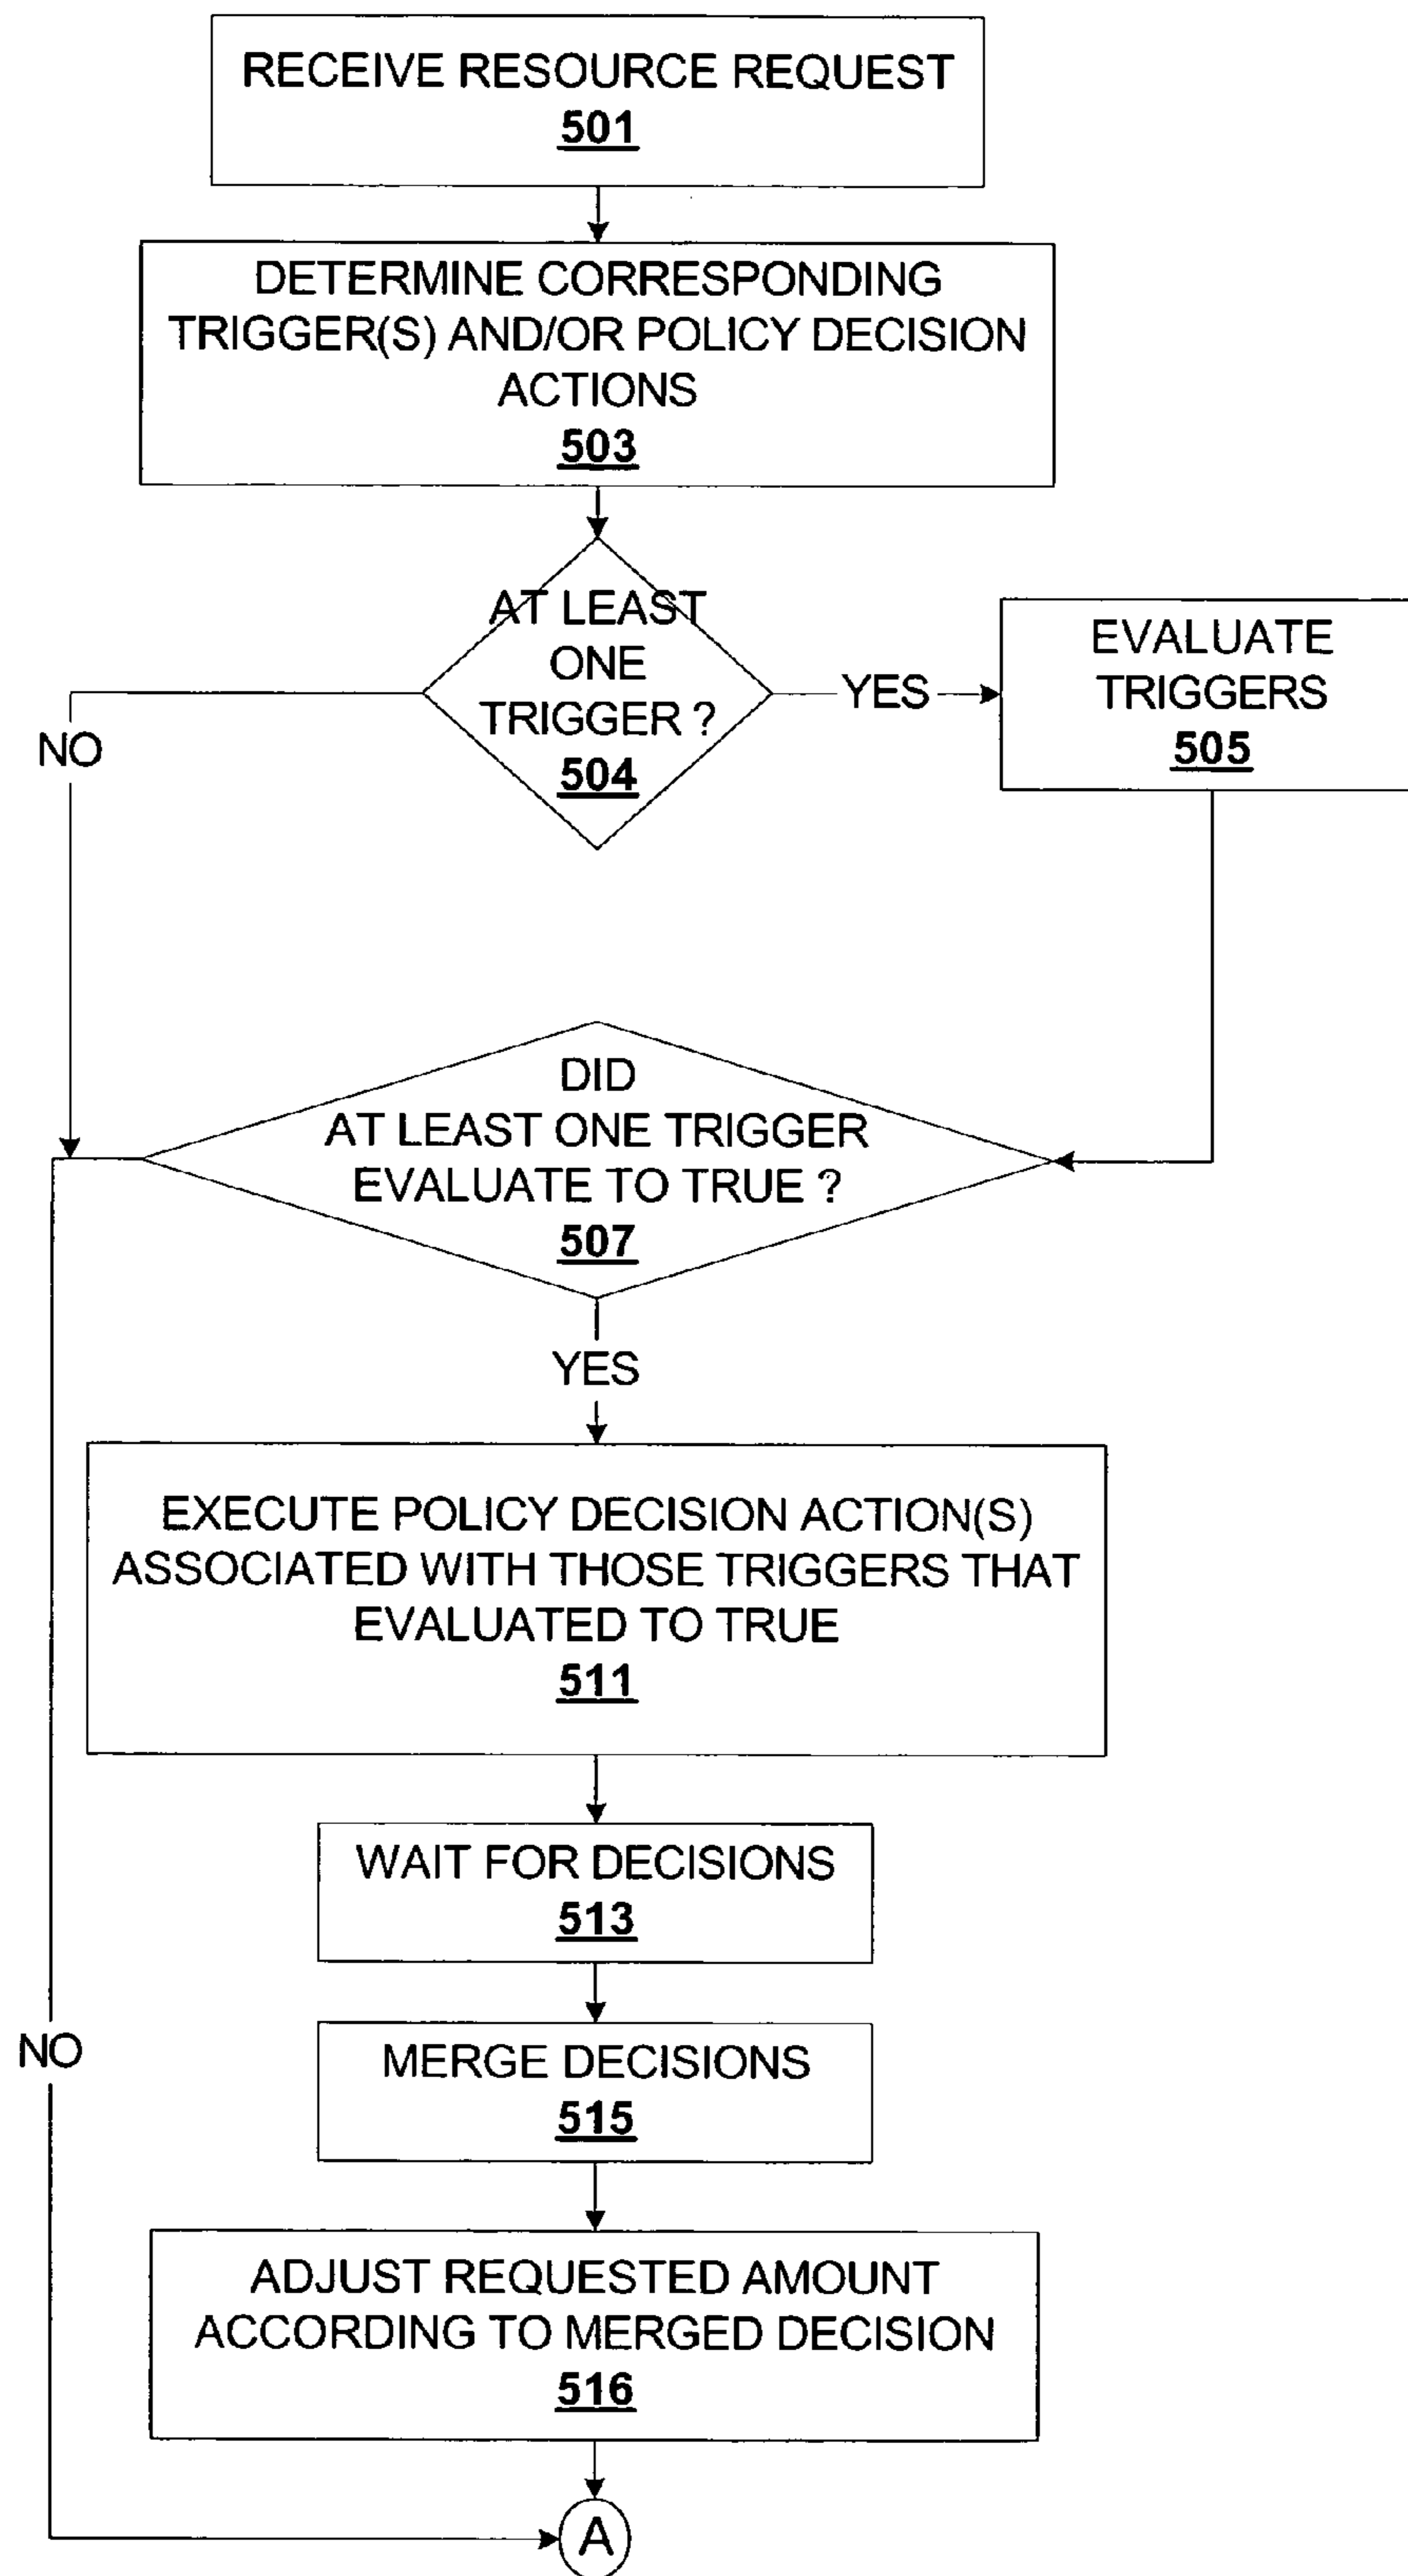 RECEIVE RESOURCE REQUEST
501
DETERMINE CORRESPONDING
TRIGGER(S) AND/OR POLICY DECISION
ACTIONS
503
AT LEAST
ONE
TRIGGER ?
504
YES
EVALUATE
TRIGGERS
505
NO
DID
AT LEAST ONE TRIGGER
EVALUATE TO TRUE ?
507
YES
EXECUTE POLICY DECISION ACTION(S)
ASSOCIATED WITH THOSE TRIGGERS THAT
EVALUATED TO TRUE
511
WAIT FOR DECISIONS
513
NO
MERGE DECISIONS
515
ADJUST REQUESTED AMOUNT
ACCORDING TO MERGED DECISION
516
A